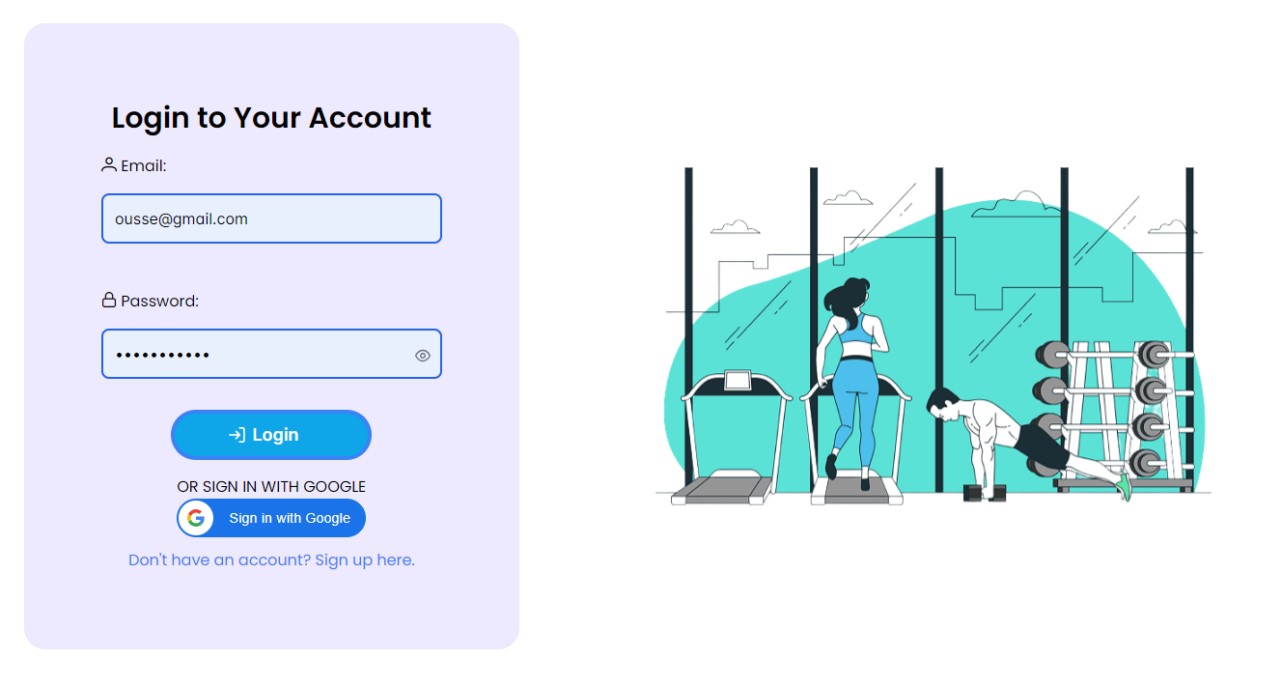 Login to Your Account
Email:
ousse@gmail.com
Password:
•••••••••••
Login
OR SIGN IN WITH GOOGLE
Sign in with Google
Don't have an account? Sign up here.